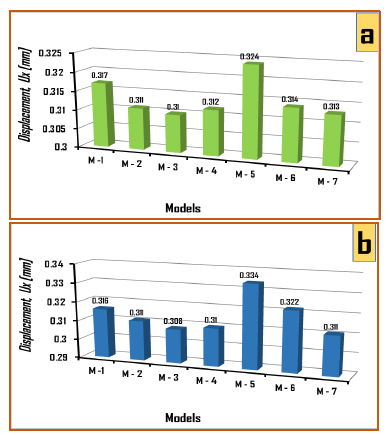 a
Displacement, Ux (mm)
0.325
0.32
0.315
0.31
0.305
0.3
0.317
0.311
0.31
0.312
0.324
0.314
0.313
M -1
M - 2
M - 3
M - 4
M - 5
M - 6
M - 7
Models
b
Displacement, Ux (mm)
0.34
0.33
0.32
0.31
0.3
0.29
0.316
0.311
0.308
0.31
0.334
0.322
0.311
M -1
M - 2
M - 3
M - 4
M - 5
M - 6
M - 7
Models